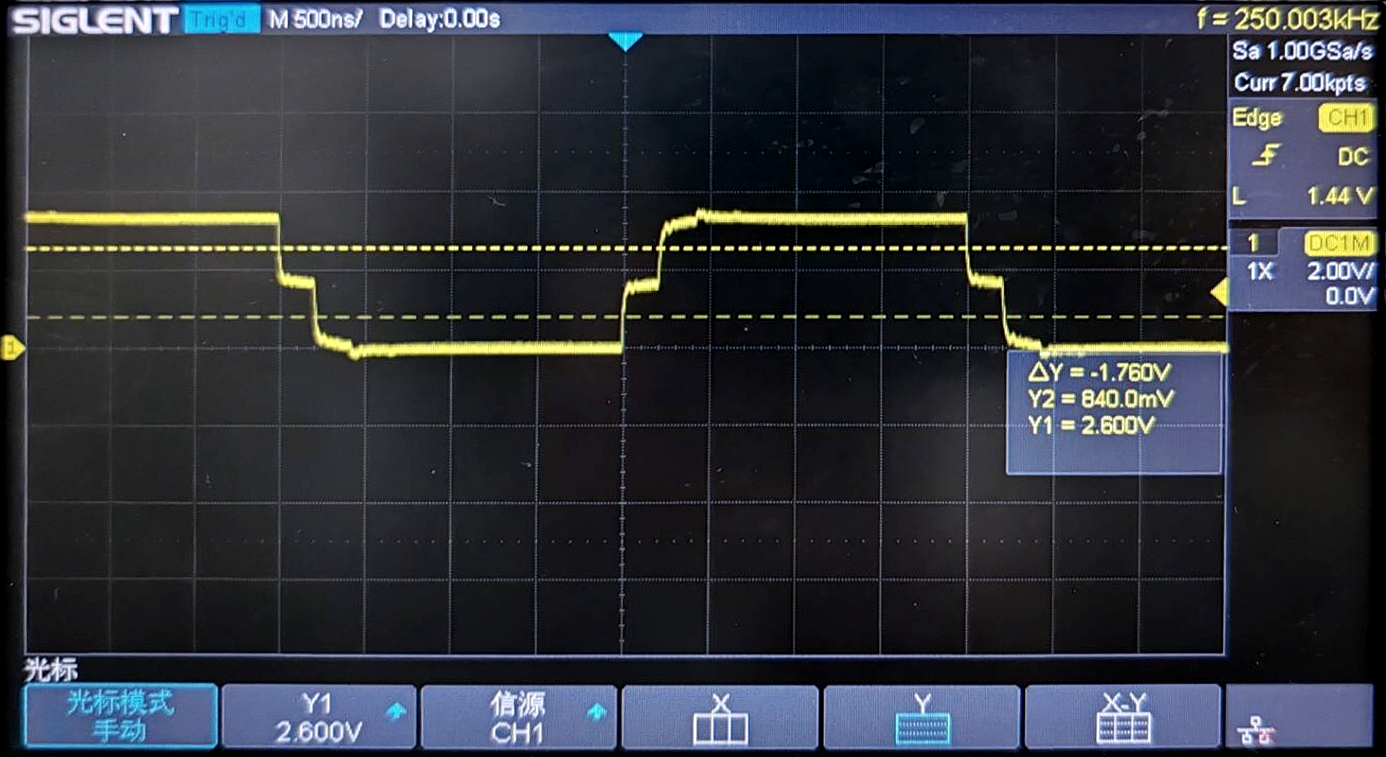 SIGLENT Trig'd M 500ns/ Delay:0.00s f = 250.003kHz
Sa 1.00GSa/s
Curr 7.00kpts
Edge CH1
DC
L 1.44 V
1 DC1M
1X 2.00V/
0.0V
1
ΔY = -1.760V
Y2 = 840.0mV
Y1 = 2.600V
光标
光标模式
手动
Y1
2.600V
信源
CH1
X
Y
X-Y